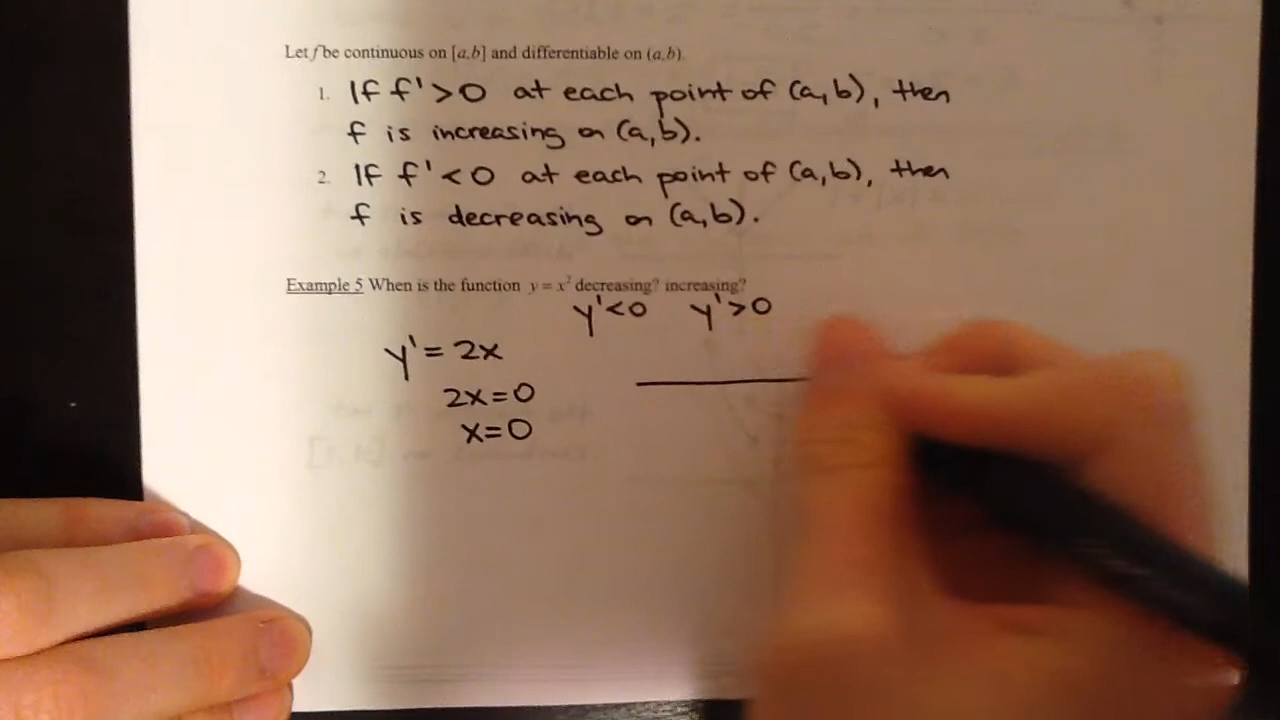 Let f be continuous on [a,b] and differentiable on (a,b).
1. If f'>0 at each point of (a,b), then
f is increasing on (a,b).
2. If f'<0 at each point of (a,b), then
f is decreasing on (a,b).
Example 5 When is the function y = x² decreasing? increasing?
y'<0 y'>0
y'= 2x
2x=0
x=0